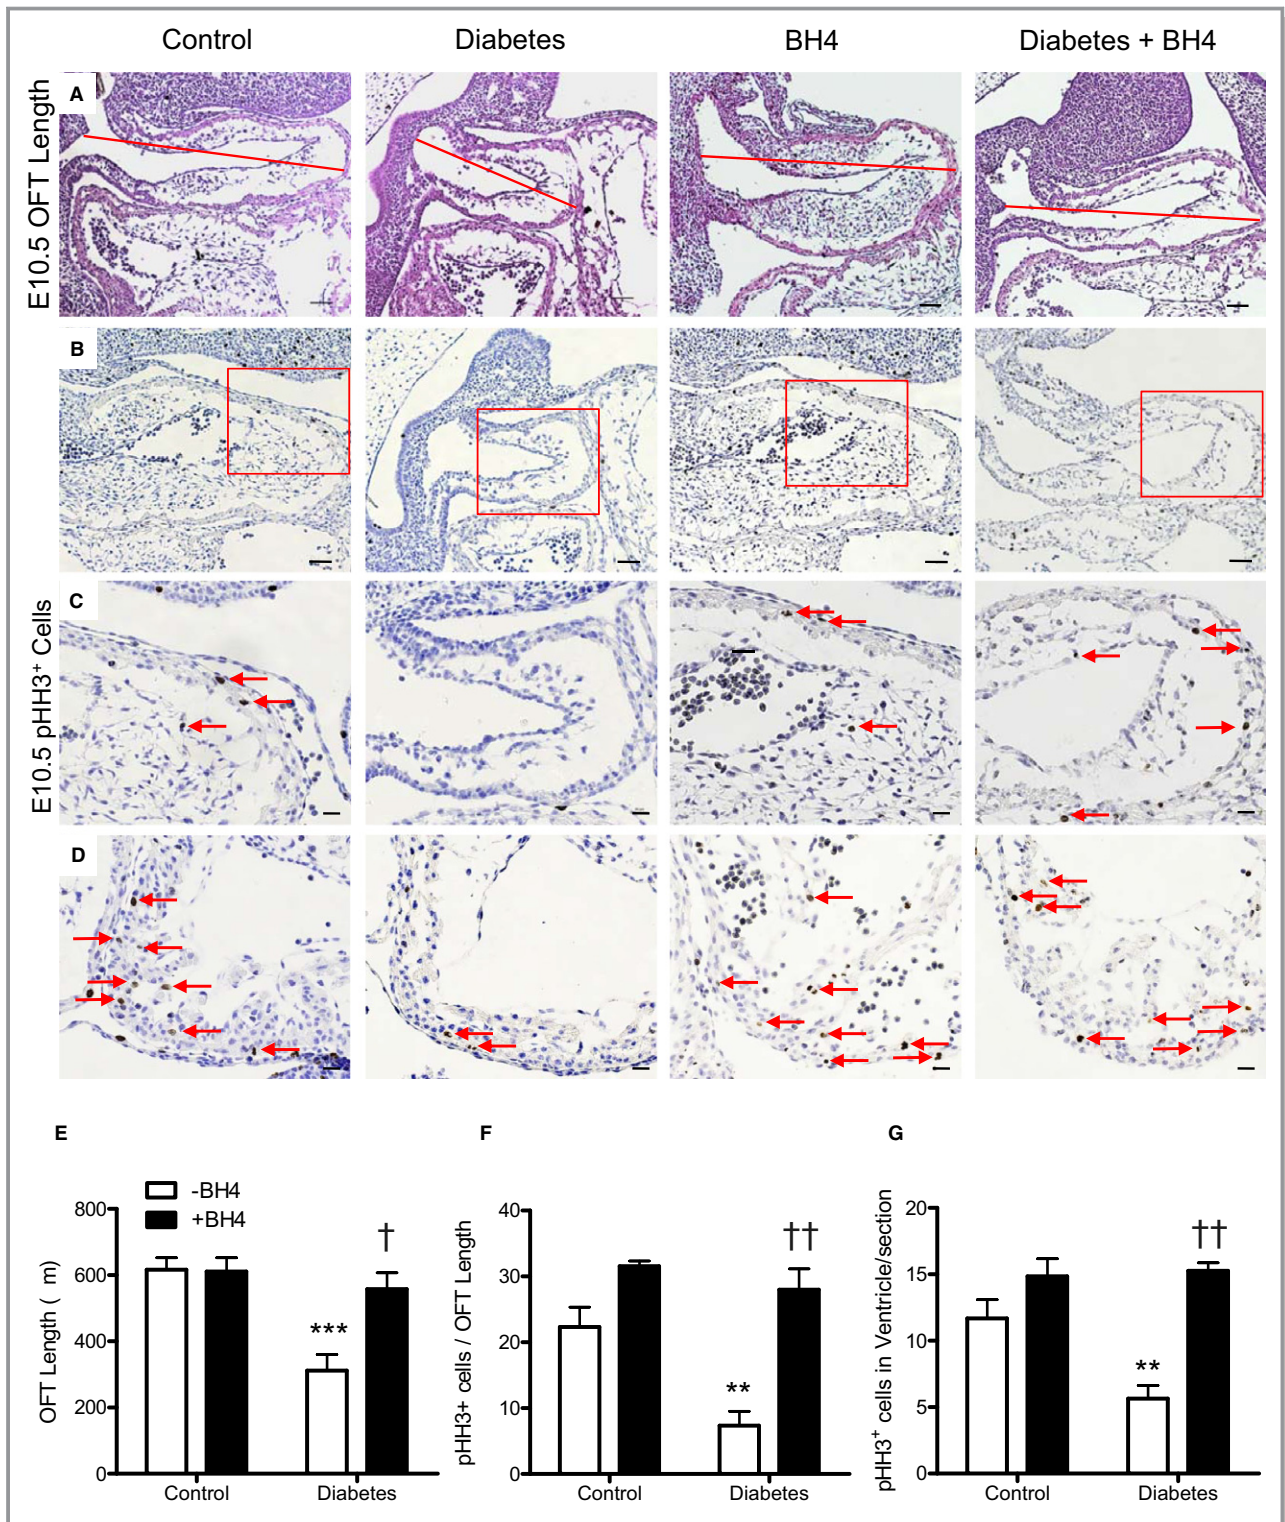 Control Diabetes BH4 Diabetes + BH4
E10.5 OFT Length
A
B
E10.5 pHH3⁺ Cells
C
D
E
-BH4
+BH4
OFT Length ( m)
800
600
400
200
0
***
†
Control Diabetes
F
pHH3+ cells / OFT Length
40
30
20
10
0
**
††
Control Diabetes
G
pHH3⁺ cells in Ventricle/section
20
15
10
5
0
**
††
Control Diabetes